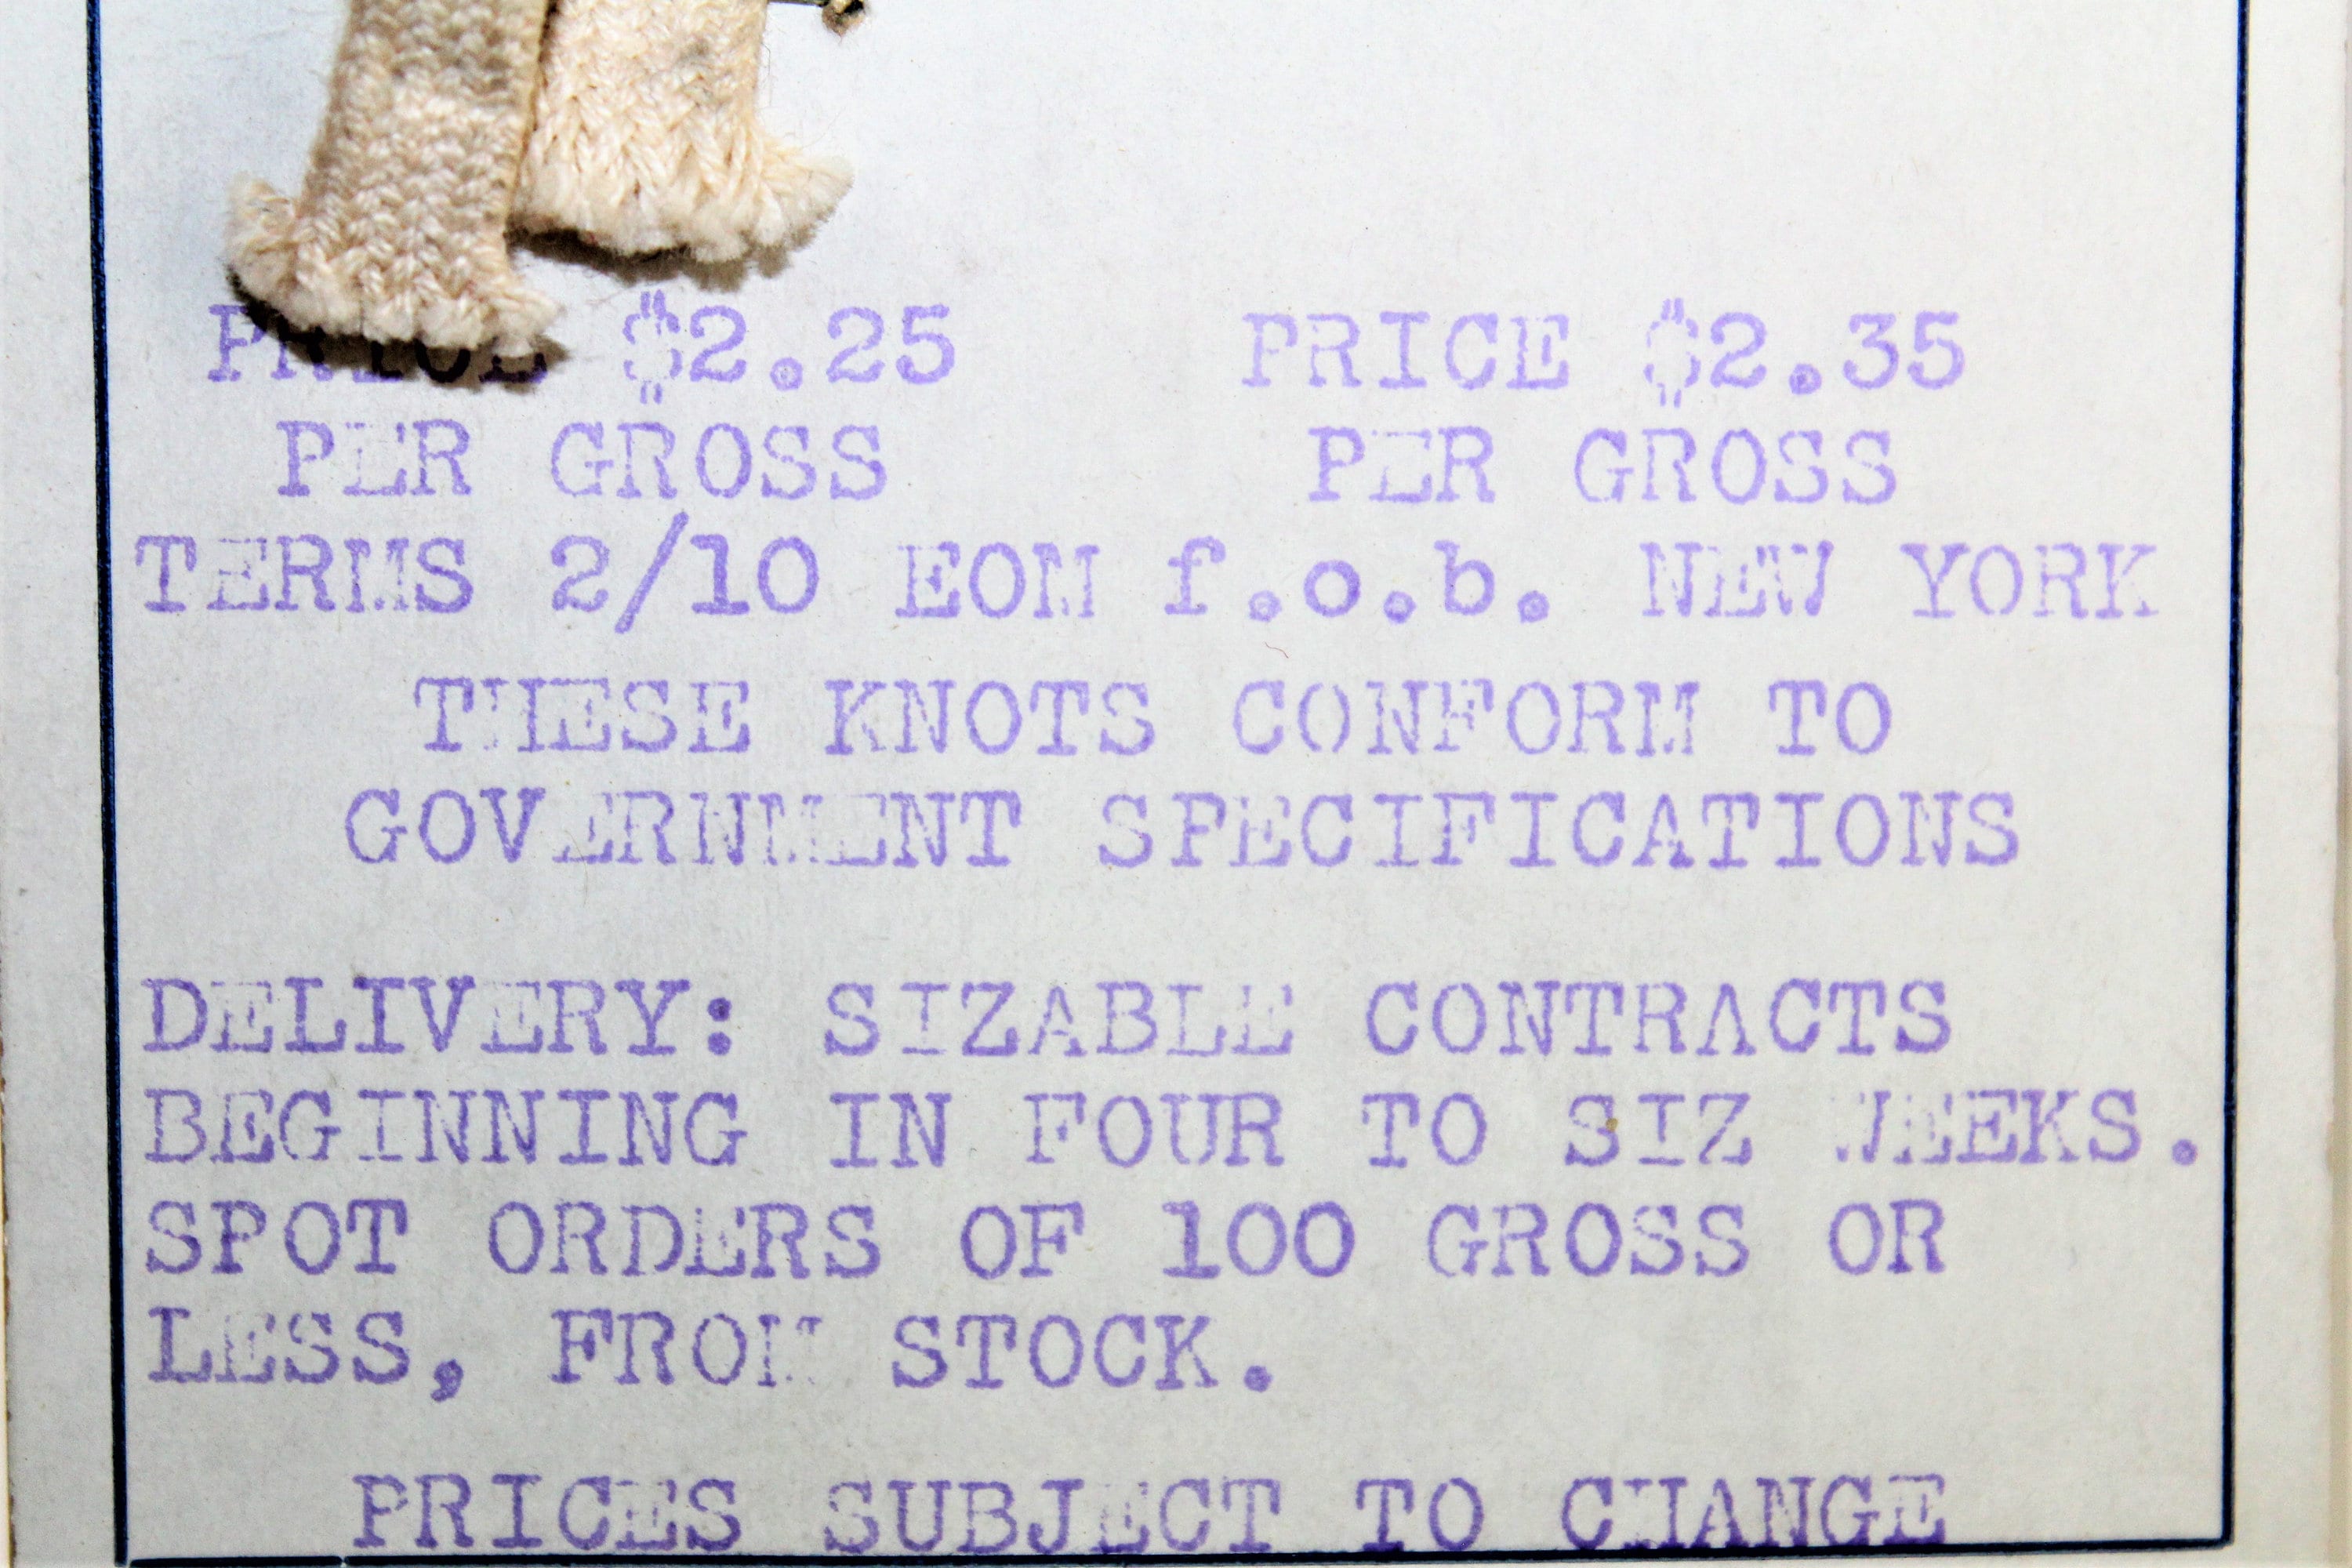 PRICE $2.25 PRICE $2.35
PER GROSS PER GROSS
TERMS 2/10 EOM f.o.b. NEW YORK
THESE KNOTS CONFORM TO
GOVERNMENT SPECIFICATIONS
DELIVERY: SIZABLE CONTRACTS
BEGINNING IN FOUR TO SIZ WEEKS.
SPOT ORDERS OF 100 GROSS OR
LESS, FROM STOCK.
PRICES SUBJECT TO CHANGE